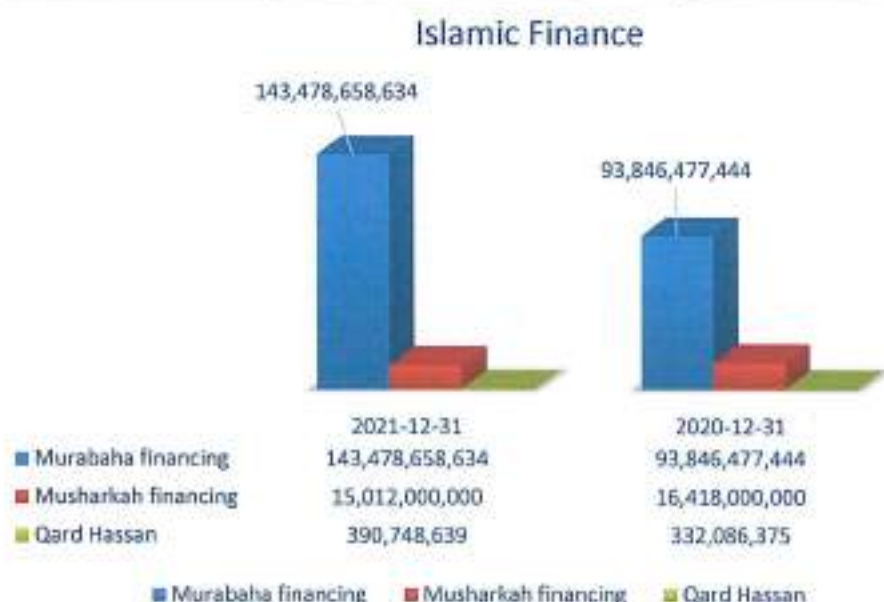 Islamic Finance
143,478,658,634
93,846,477,444
2021-12-31 2020-12-31
Murabaha financing 143,478,658,634 93,846,477,444
Musharkah financing 15,012,000,000 16,418,000,000
Qard Hassan 390,748,639 332,086,375
Murabaha financing Musharkah financing Qard Hassan